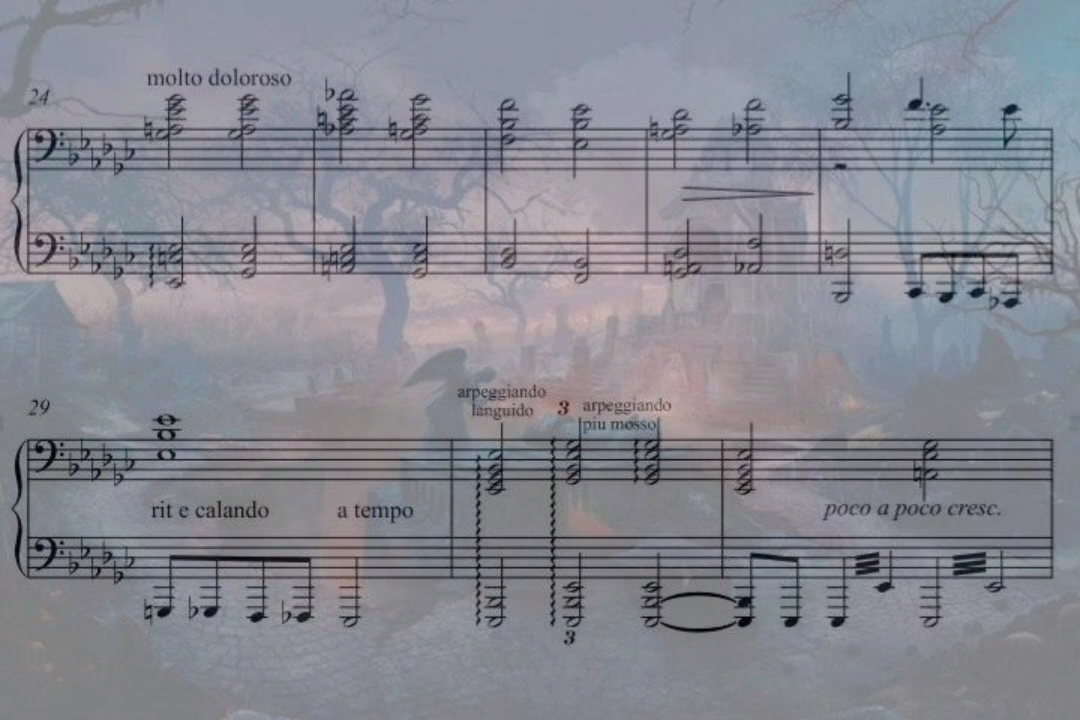 molto doloroso
24
29
arpeggiando
languido
3
arpeggiando
piu mosso
rit e calando
a tempo
poco a poco cresc.
3